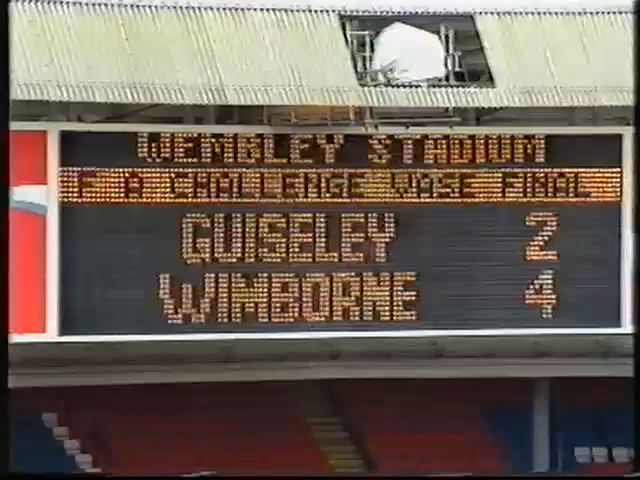 WEMBLEY STADIUM
F A CHALLENGE VASE FINAL
GUISELEY 2
WIMBORNE 4